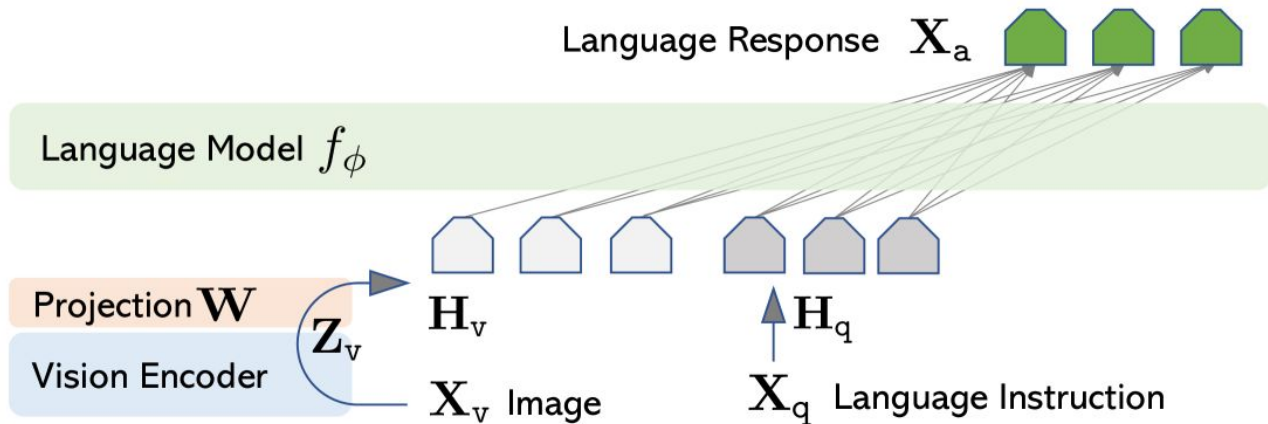 Language Response X_a
Language Model f_ϕ
Projection W
Z_v
H_v
H_q
Vision Encoder
X_v Image
X_q Language Instruction